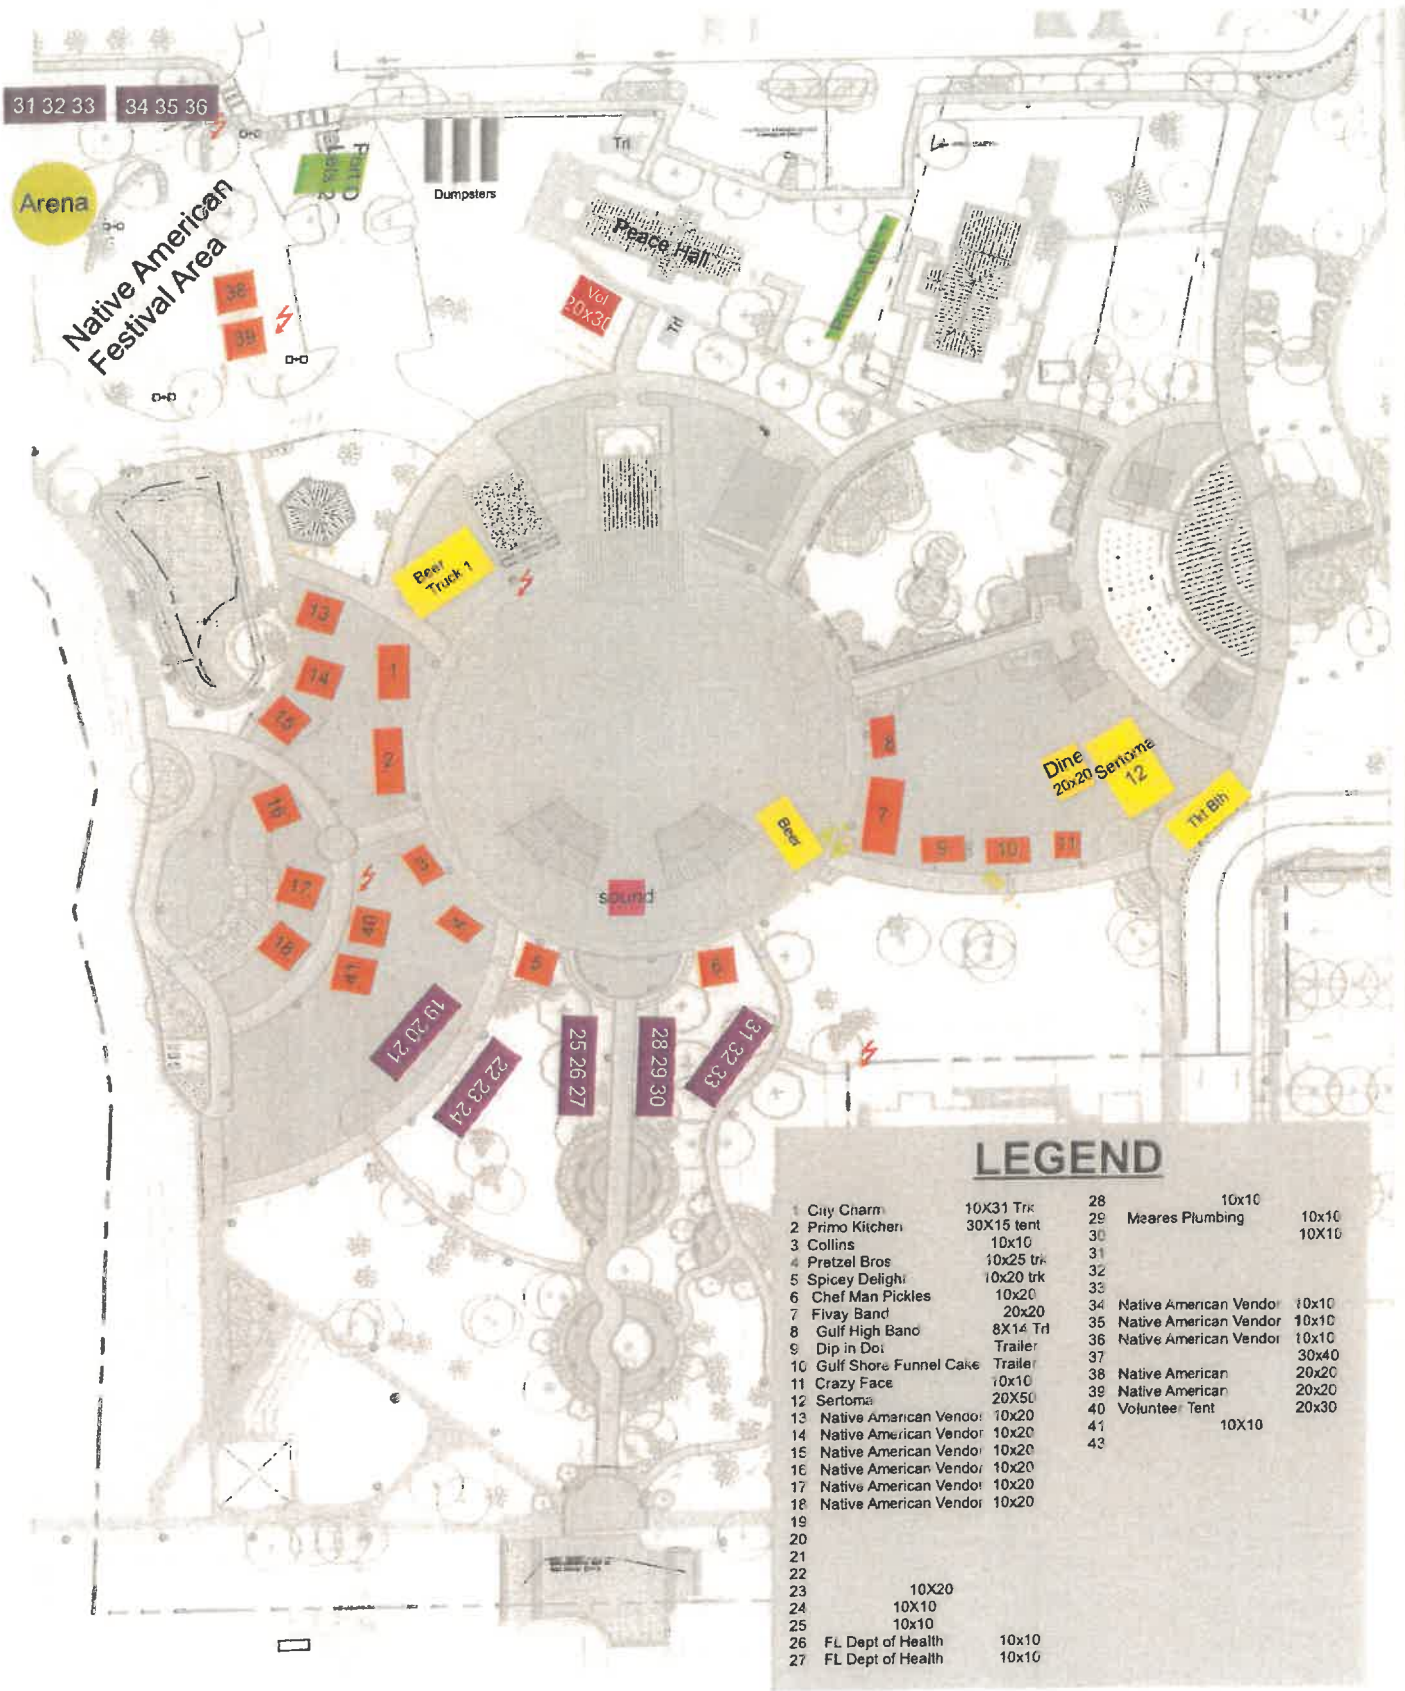 31 32 33
34 35 36
Arena
Native American
Festival Area
Dumpsters
Trl
Peace Hall
Vol
20x30
Trl
38
39
Beer
Truck 1
13
14
15
1
2
16
17
18
3
4
40
41
5
6
7
8
9
10
11
Dine
20x20
Sertoma
12
Tkt Bth
Beer
sound
19 20 21
22 23 24
25 26 27
28 29 30
31 32 33
LEGEND
1 City Charm 10X31 Trk
2 Primo Kitchen 30X15 tent
3 Collins 10x10
4 Pretzel Bros 10x25 trk
5 Spicey Delight 10x20 trk
6 Chef Man Pickles 10x20
7 Fivay Band 20x20
8 Gulf High Band 8X14 Trl
9 Dip in Dot Trailer
10 Gulf Shore Funnel Cake Trailer
11 Crazy Face 10x10
12 Sertoma 20X50
13 Native American Vendor 10x20
14 Native American Vendor 10x20
15 Native American Vendor 10x20
16 Native American Vendor 10x20
17 Native American Vendor 10x20
18 Native American Vendor 10x20
19
20
21
22
23 10X20
24 10X10
25 10x10
26 FL Dept of Health 10x10
27 FL Dept of Health 10x10
28 10x10
29 Meares Plumbing 10x10
30 10X10
31
32
33
34 Native American Vendor 10x10
35 Native American Vendor 10x10
36 Native American Vendor 10x10
37 30x40
38 Native American 20x20
39 Native American 20x20
40 Volunteer Tent 20x30
41 10X10
43